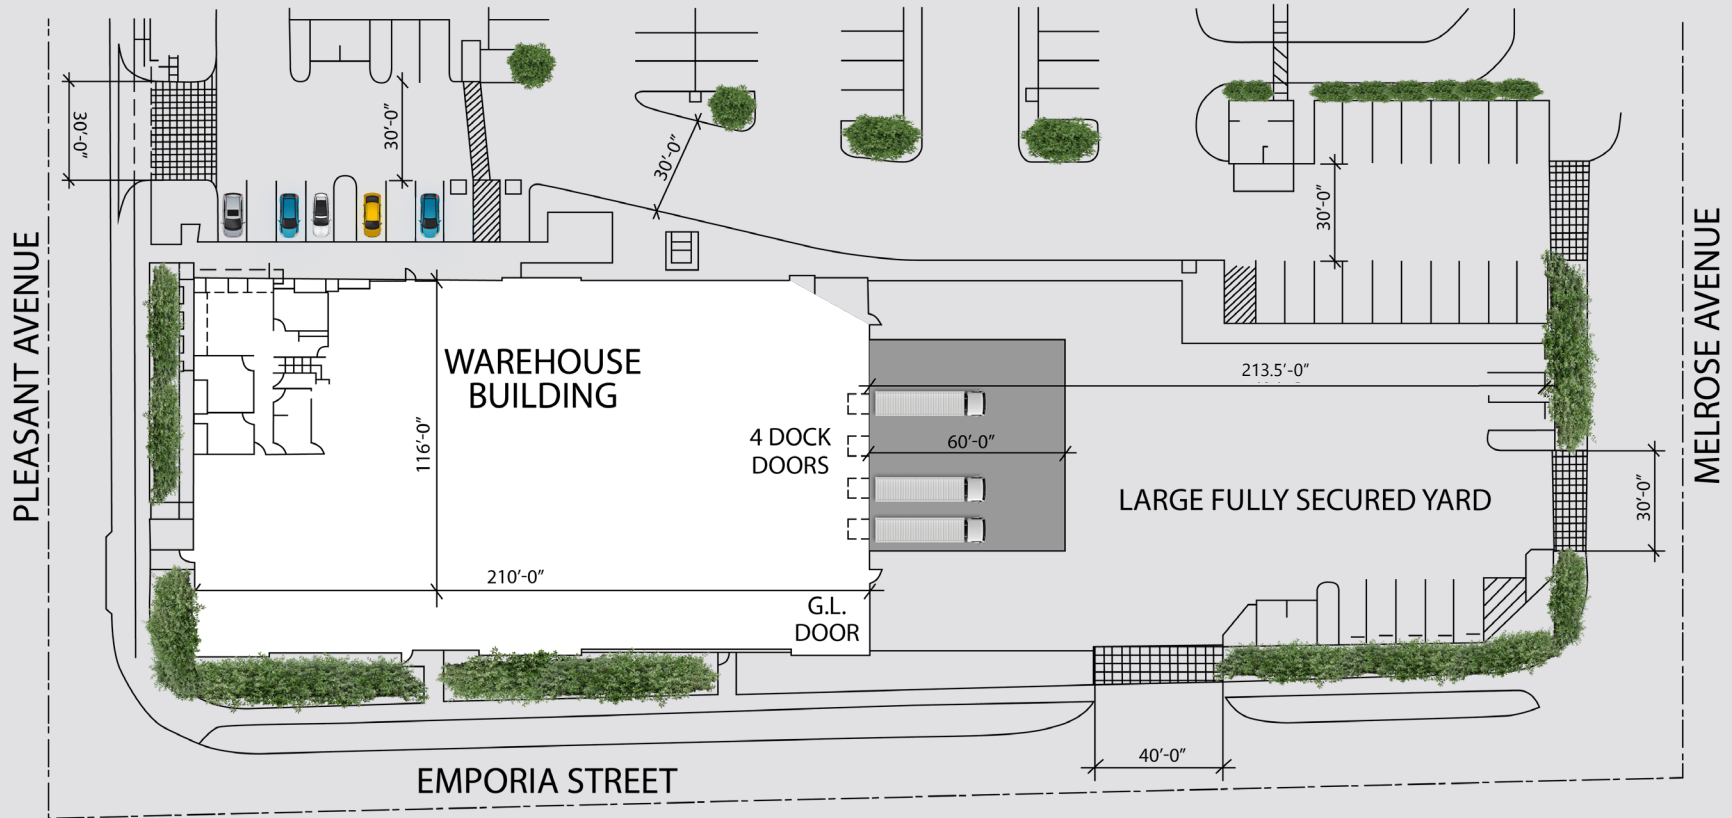 30'-0"
30'-0"
30'-0"
30'-0"
PLEASANT AVENUE
MELROSE AVENUE
WAREHOUSE
BUILDING
213.5'-0"
116'-0"
4 DOCK
DOORS
60'-0"
LARGE FULLY SECURED YARD
30'-0"
210'-0"
G.L.
DOOR
40'-0"
EMPORIA STREET